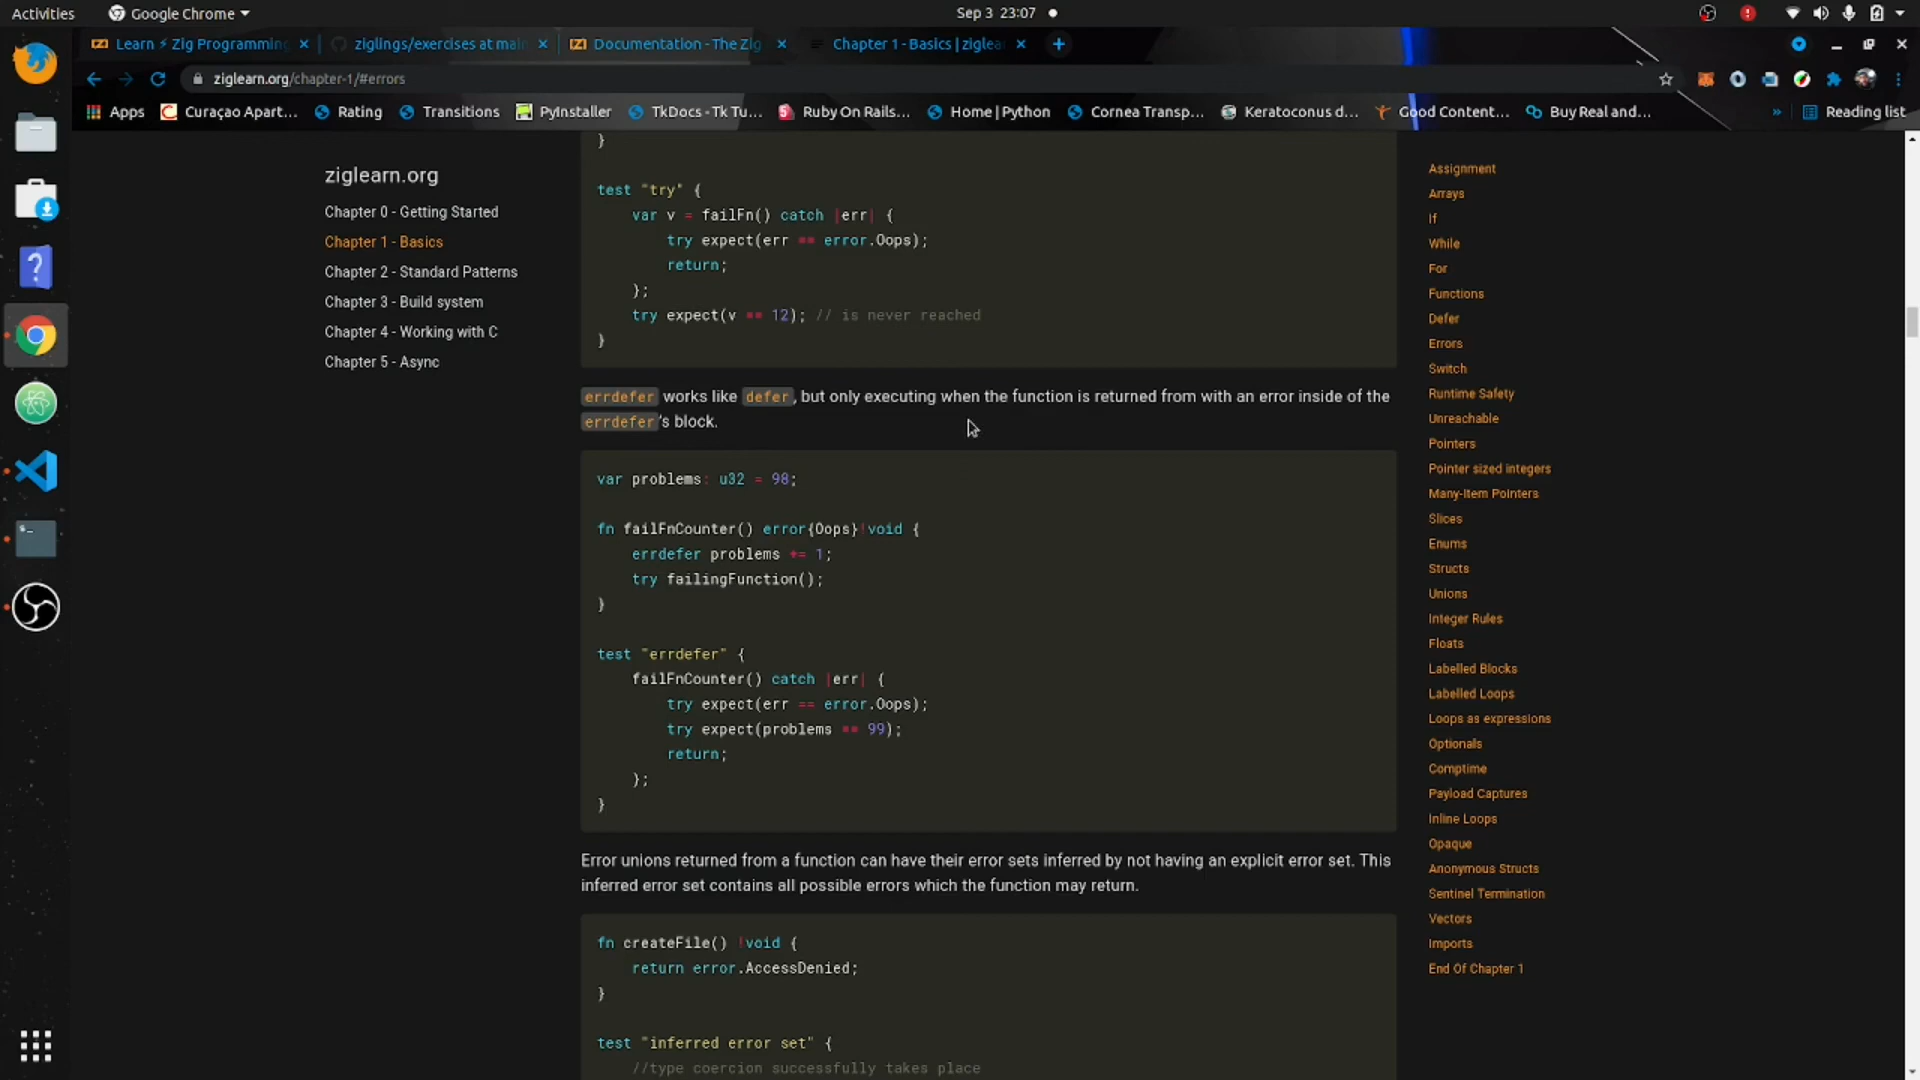 Activities
Google Chrome
Sep 3 23:07
Learn ⚡ Zig Programming
ziglings/exercises at mai
Documentation - The Zig
Chapter 1 - Basics | ziglea
ziglearn.org/chapter-1/#errors
Apps
Curaçao Apart...
Rating
Transitions
PyInstaller
TkDocs - Tk Tu...
Ruby On Rails...
Home | Python
Cornea Transp...
Keratoconus d...
Good Content...
Buy Real and...
»
Reading list
ziglearn.org
Chapter 0 - Getting Started
Chapter 1 - Basics
Chapter 2 - Standard Patterns
Chapter 3 - Build system
Chapter 4 - Working with C
Chapter 5 - Async
}
test "try" {
var v = failFn() catch |err| {
try expect(err == error.Oops);
return;
};
try expect(v == 12); // is never reached
}
errdefer works like defer, but only executing when the function is returned from with an error inside of the
errdefer's block.
var problems: u32 = 98;
fn failFnCounter() error{Oops}!void {
errdefer problems += 1;
try failingFunction();
}
test "errdefer" {
failFnCounter() catch |err| {
try expect(err == error.Oops);
try expect(problems == 99);
return;
};
}
Error unions returned from a function can have their error sets inferred by not having an explicit error set. This
inferred error set contains all possible errors which the function may return.
fn createFile() !void {
return error.AccessDenied;
}
test "inferred error set" {
//type coercion successfully takes place
Assignment
Arrays
If
While
For
Functions
Defer
Errors
Switch
Runtime Safety
Unreachable
Pointers
Pointer sized integers
Many-Item Pointers
Slices
Enums
Structs
Unions
Integer Rules
Floats
Labelled Blocks
Labelled Loops
Loops as expressions
Optionals
Comptime
Payload Captures
Inline Loops
Opaque
Anonymous Structs
Sentinel Termination
Vectors
Imports
End Of Chapter 1